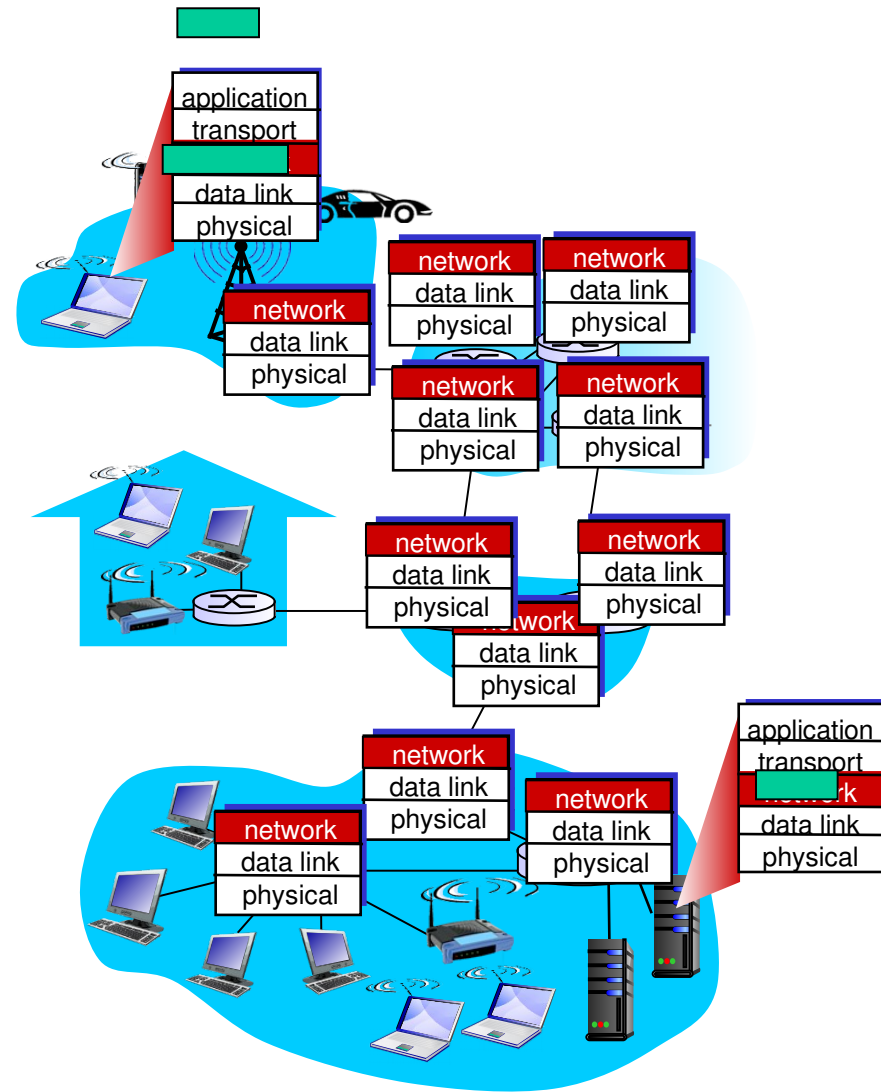 application
transport
data link
physical
network
data link
physical
network
data link
physical
network
data link
physical
network
data link
physical
network
data link
physical
network
data link
physical
network
data link
physical
network
data link
physical
application
transport
network
data link
physical
network
data link
physical
network
data link
physical
network
data link
physical